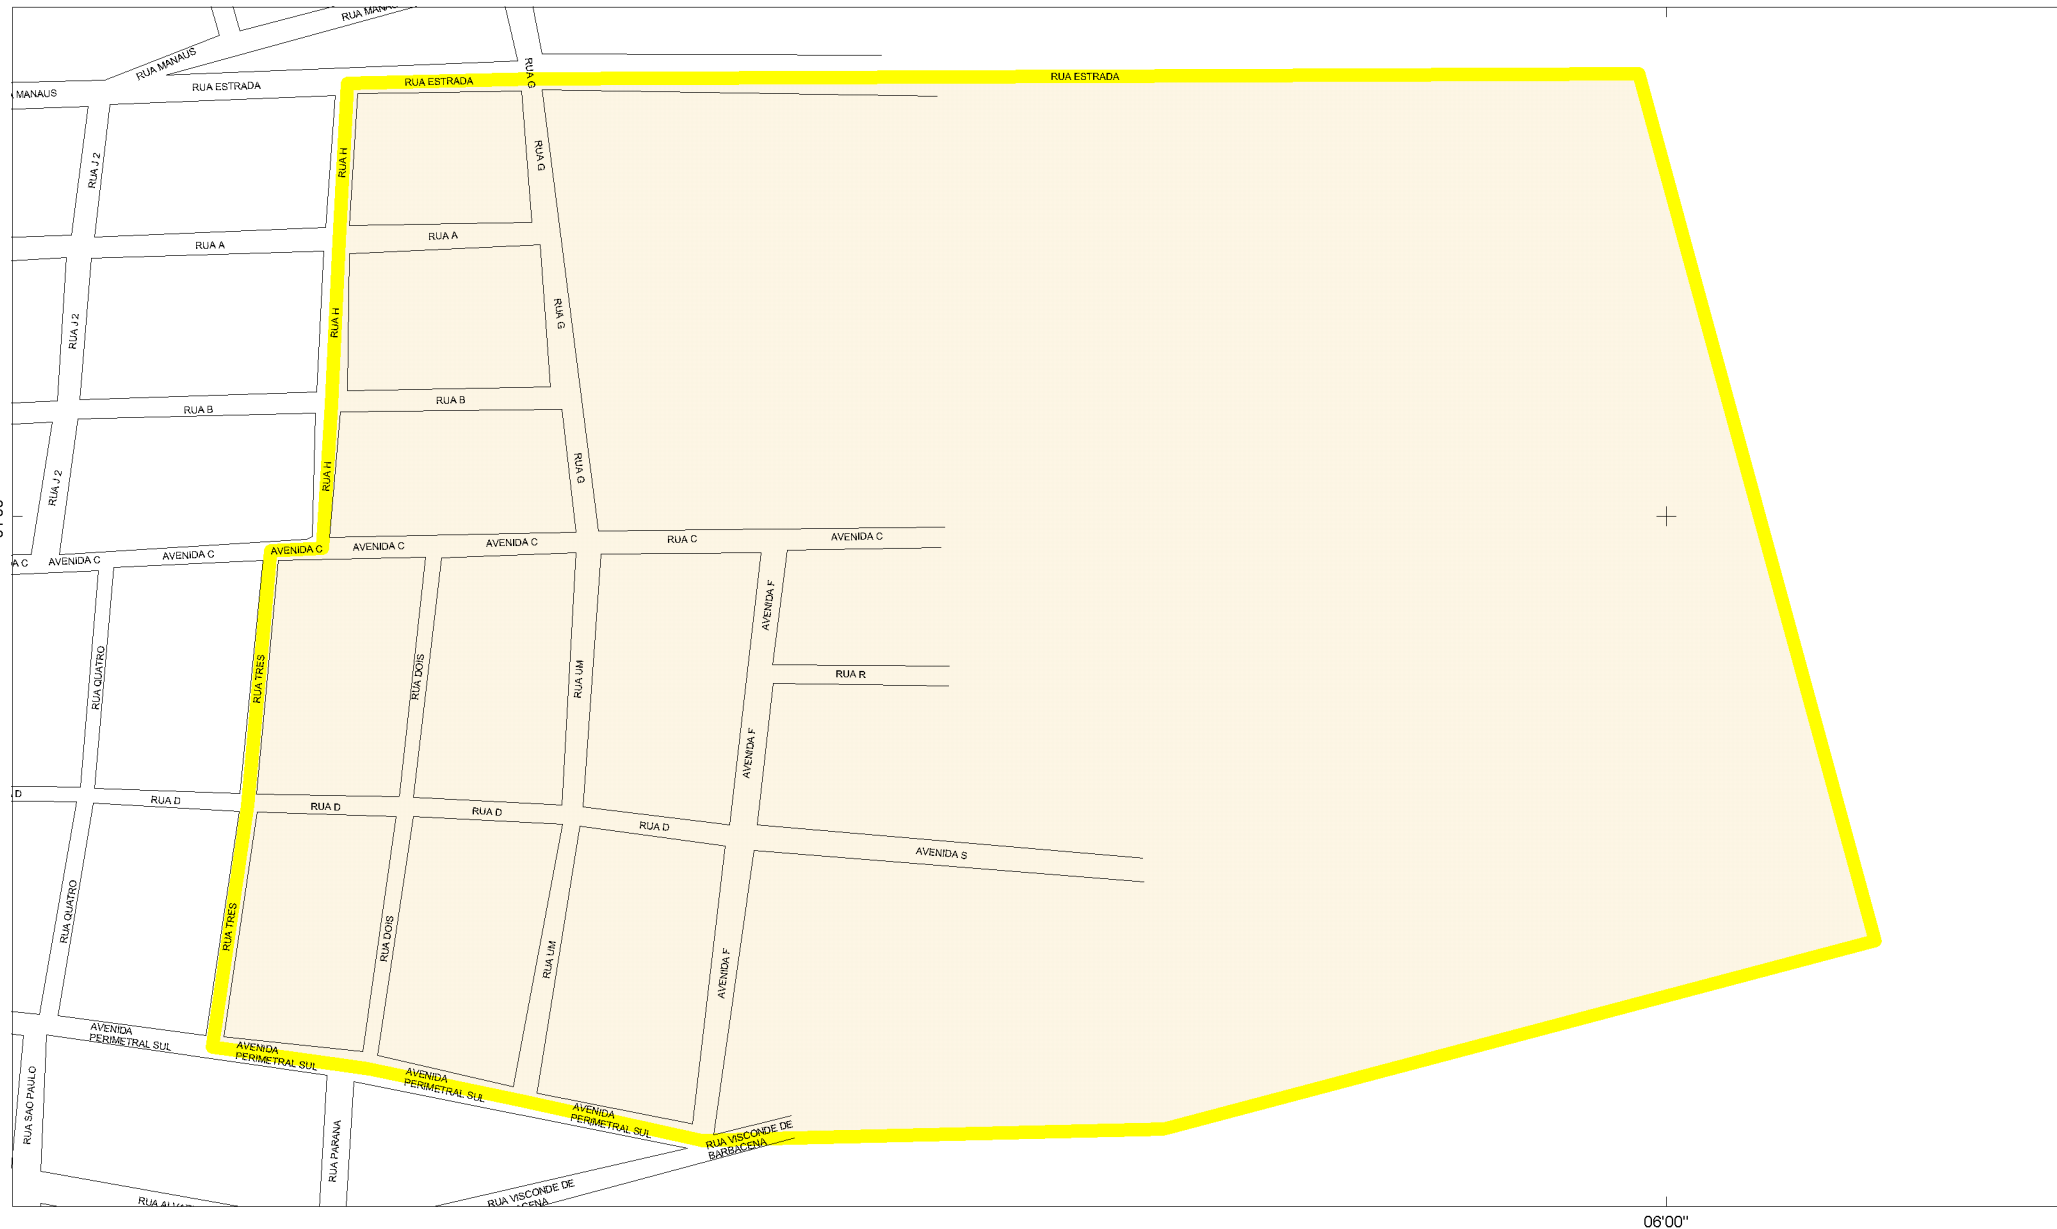 RUA MANAUS
RUA MANAUS
MANAUS
RUA ESTRADA
RUA ESTRADA
RUA G
RUA ESTRADA
RUA J 2
RUA H
RUA G
RUA A
RUA A
RUA J 2
RUA H
RUA G
RUA B
RUA B
RUA J 2
RUA H
RUA G
A C
AVENIDA C
AVENIDA C
AVENIDA C
AVENIDA C
AVENIDA C
RUA C
AVENIDA C
AVENIDA F
RUA QUATRO
RUA TRES
RUA DOIS
RUA UM
RUA R
AVENIDA F
D
RUA D
RUA D
RUA D
RUA D
AVENIDA S
RUA QUATRO
RUA TRES
RUA DOIS
RUA UM
AVENIDA F
AVENIDA
PERIMETRAL SUL
AVENIDA
PERIMETRAL SUL
AVENIDA
PERIMETRAL SUL
AVENIDA
PERIMETRAL SUL
RUA VISCONDE DE
BARBACENA
RUA SAO PAULO
RUA PARANA
RUA VISCONDE DE
CENA
RUA
06'00"